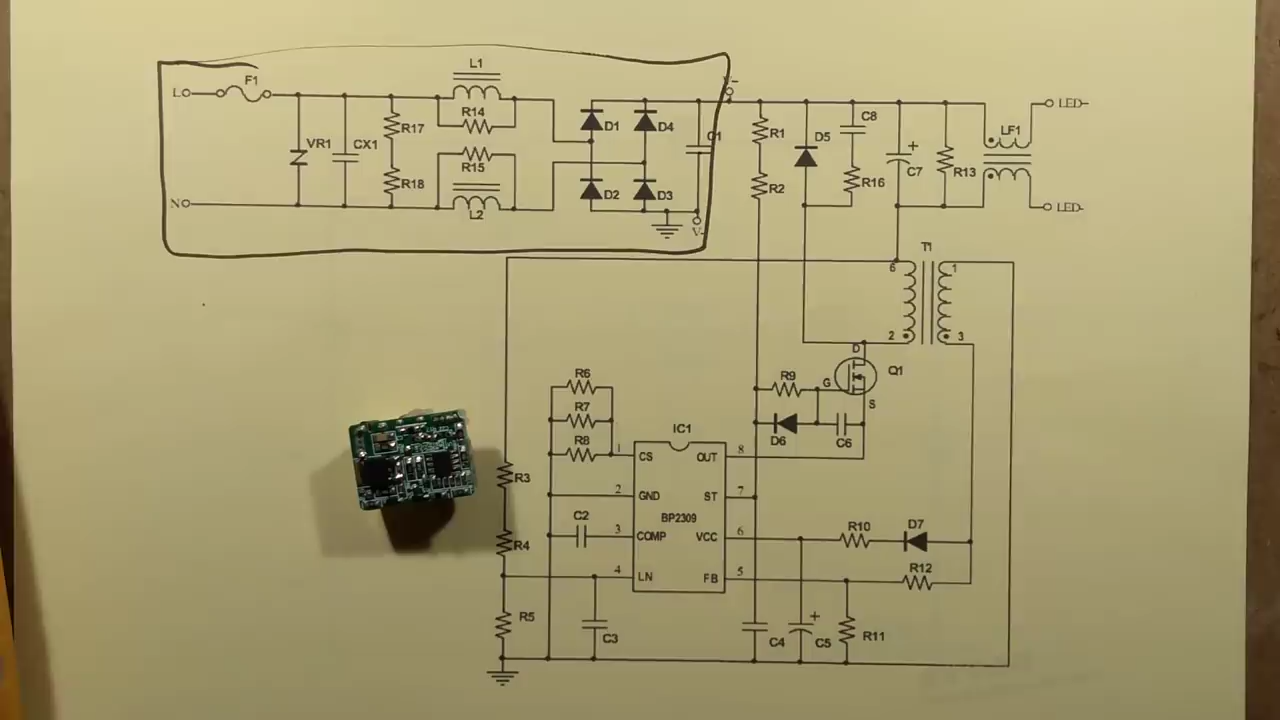 L1
F1
L
R14
VR1
CX1
R17
D1
D4
C1
V-
R15
R18
L2
D2
D3
N
V-
R1
D5
C8
R2
R16
C7
R13
LF1
LED-
LED-
T1
6
1
2
3
D
Q1
G
S
R9
D6
C6
R6
R7
R8
IC1
1
CS
OUT
8
2
GND
ST
7
BP2309
C2
3
COMP
VCC
6
R10
D7
4
LN
FB
5
R12
R3
R4
R5
C3
C4
C5
R11